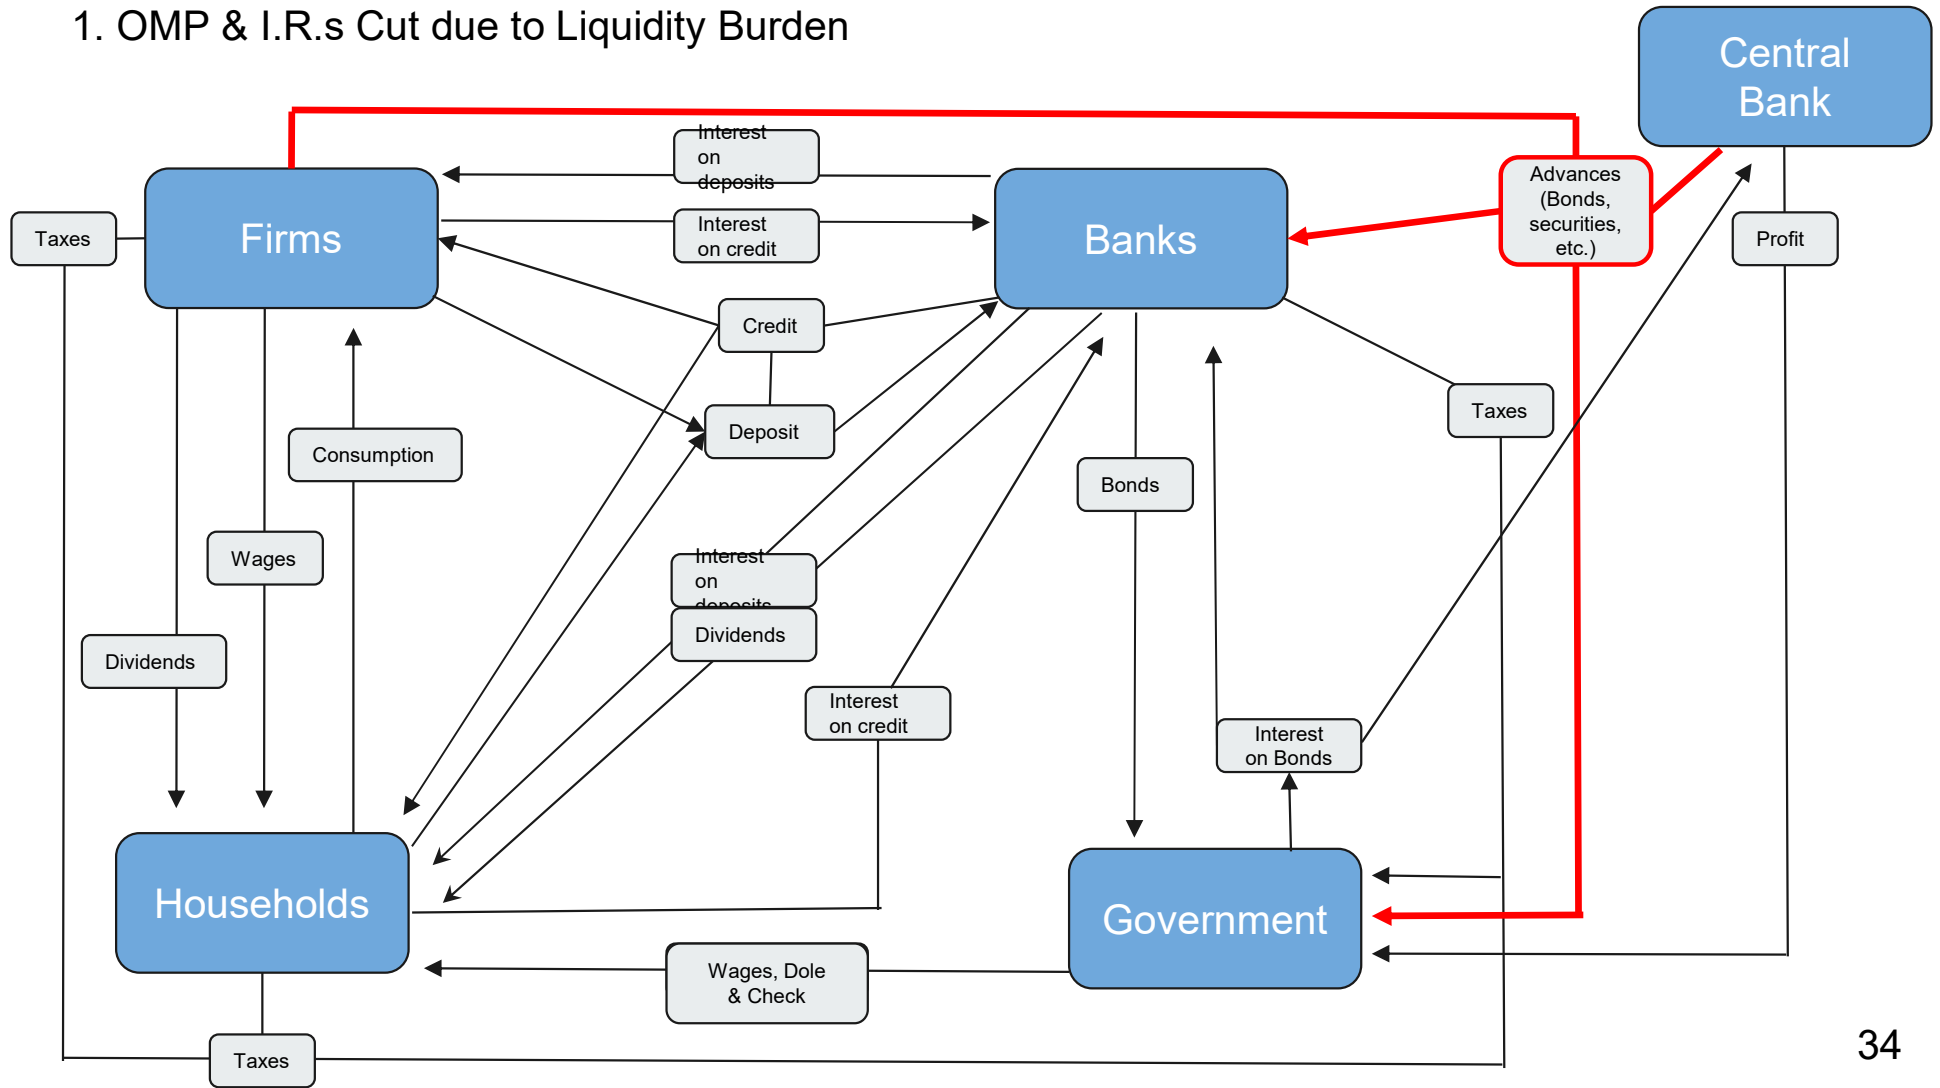 1. OMP & I.R.s Cut due to Liquidity Burden
Central
Bank
Interest
on
deposits
Advances
(Bonds,
securities,
etc.)
Firms
Banks
Taxes
Interest
on credit
Profit
Credit
Taxes
Deposit
Consumption
Bonds
Wages
Interest
on
deposits
Dividends
Dividends
Interest
on credit
Interest
on Bonds
Households
Government
Wages, Dole
& Check
Taxes
34